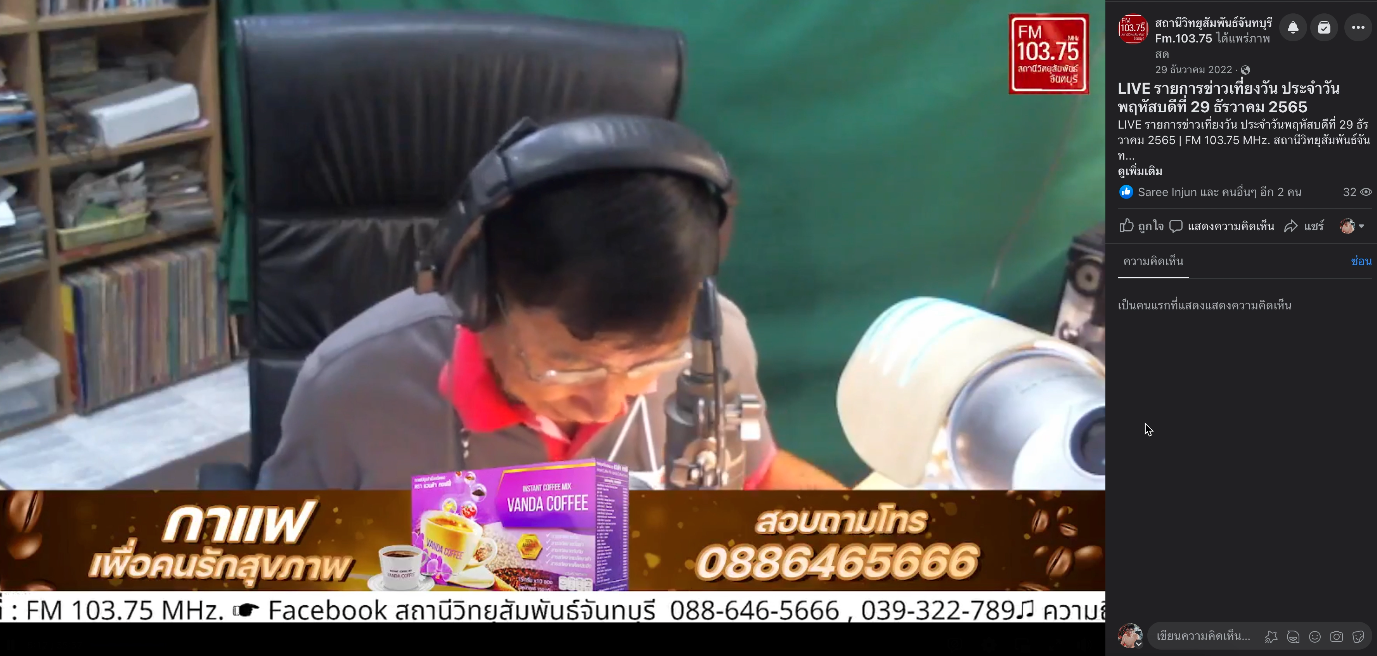 FM
103.75
MHz
สถานีวิทยุสัมพันธ์
จันทบุรี
INSTANT COFFEE MIX
VANDA COFFEE
VANDA COFFEE
VANDA COFFEE
กาแฟ
เพื่อคนรักสุขภาพ
สอบถามโทร
0886465666
: FM 103.75 MHz. ☛ Facebook สถานีวิทยุสัมพันธ์จันทบุรี 088-646-5666 , 039-322-789♫
สถานีวิทยุสัมพันธ์จันทบุรี
Fm.103.75 ได้แพร่ภาพ
สด
29 ธันวาคม 2022 ·
LIVE รายการข่าวเที่ยงวัน ประจำวัน
พฤหัสบดีที่ 29 ธัรวาคม 2565
LIVE รายการข่าวเที่ยงวัน ประจำวันพฤหัสบดีที่ 29 ธัร
วาคม 2565 | FM 103.75 MHz. สถานีวิทยุสัมพันธ์จัน
ท...
ดูเพิ่มเติม
Saree Injun และ คนอื่นๆ อีก 2 คน 32
ถูกใจ แสดงความคิดเห็น แชร์
ความคิดเห็น ซ่อน
เป็นคนแรกที่แสดงแสดงความคิดเห็น
เขียนความคิดเห็น...